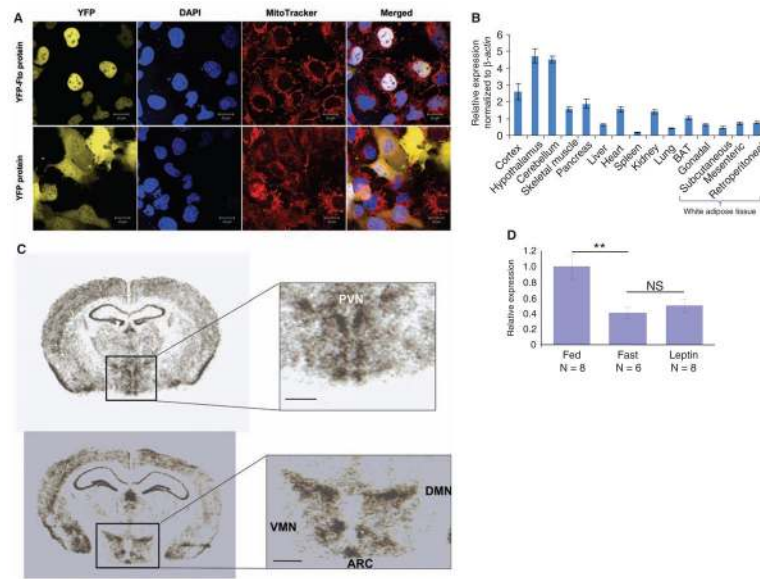 A
YFP
DAPI
MitoTracker
Merged
YFP-Fto protein
YFP protein
B
Relative expression
normalized to β-actin
6
5
4
3
2
1
0
Cortex
Hypothalamus
Cerebellum
Skeletal muscle
Pancreas
Liver
Heart
Spleen
Kidney
Lung
BAT
Gonadal
Subcutaneous
Mesenteric
Retroperitoneal
White adipose tissue
C
PVN
DMN
VMN
ARC
D
Relative expression
1.2
1.0
0.8
0.6
0.4
0.2
0
**
NS
Fed
N = 8
Fast
N = 6
Leptin
N = 8